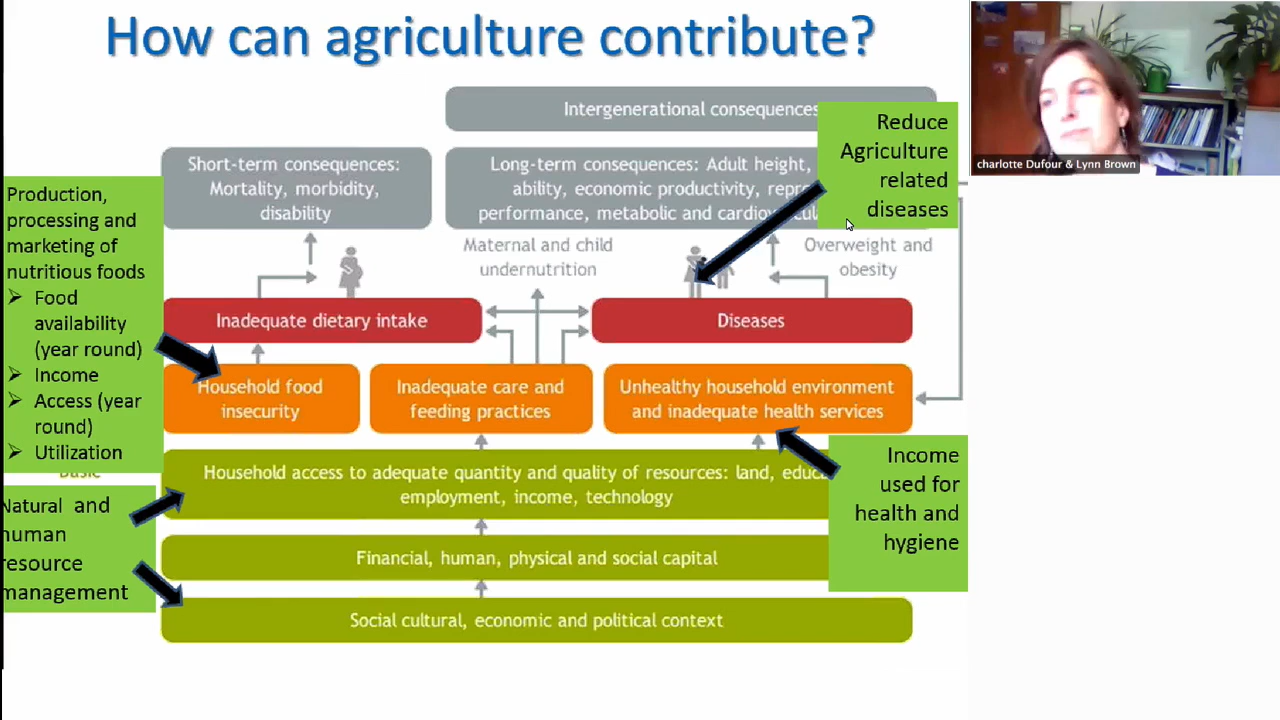 How can agriculture contribute?
Intergenerational consequences
Short-term consequences:
Mortality, morbidity,
disability
Long-term consequences: Adult height,
ability, economic productivity,
performance, metabolic and
Reduce
Agriculture
related
diseases
charlotte Dufour & Lynn Brown
Production,
processing and
marketing of
nutritious foods
Food
availability
(year round)
Income
Access (year
round)
Utilization
Maternal and child
undernutrition
Overweight and
obesity
Inadequate dietary intake
Diseases
Household food
insecurity
Inadequate care and
feeding practices
Unhealthy household environment
and inadequate health services
Household access to adequate quantity and quality of resources: land,
employment, income, technology
Income
used for
health and
hygiene
Natural and
human
resource
management
Financial, human, physical and social capital
Social cultural, economic and political context